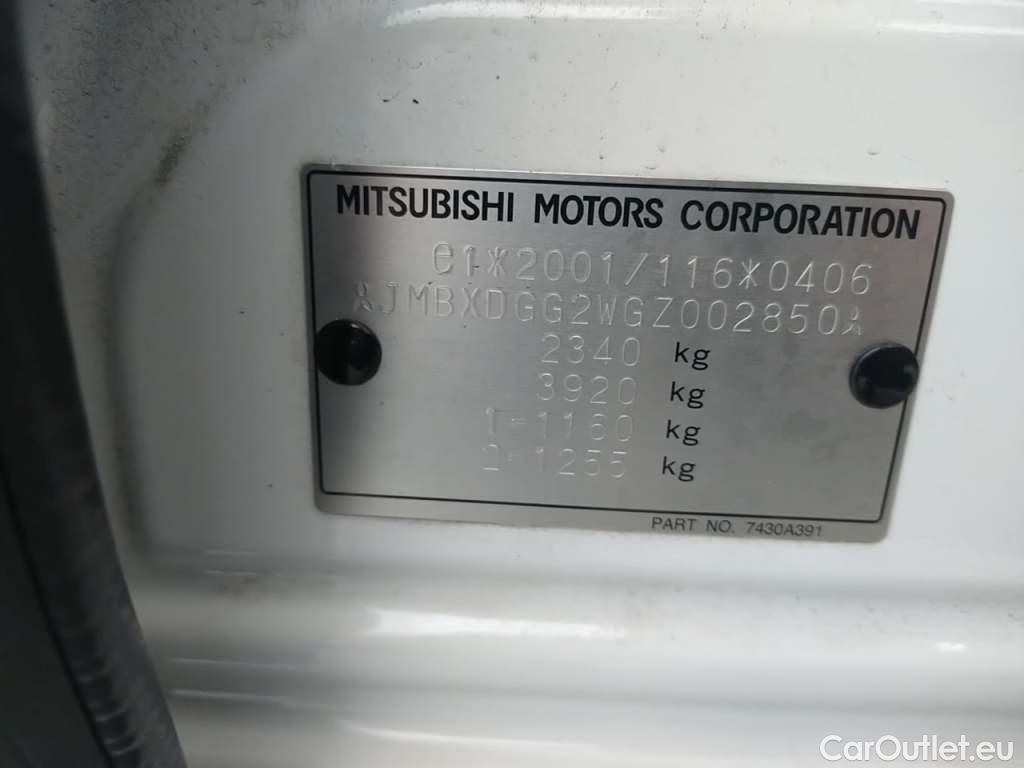 MITSUBISHI MOTORS CORPORATION
e1*2001/116*0406
*JMBXDGG2WGZ002850*
2340 kg
3920 kg
1-1160 kg
2-1255 kg
PART NO. 7430A391
CarOutlet.eu